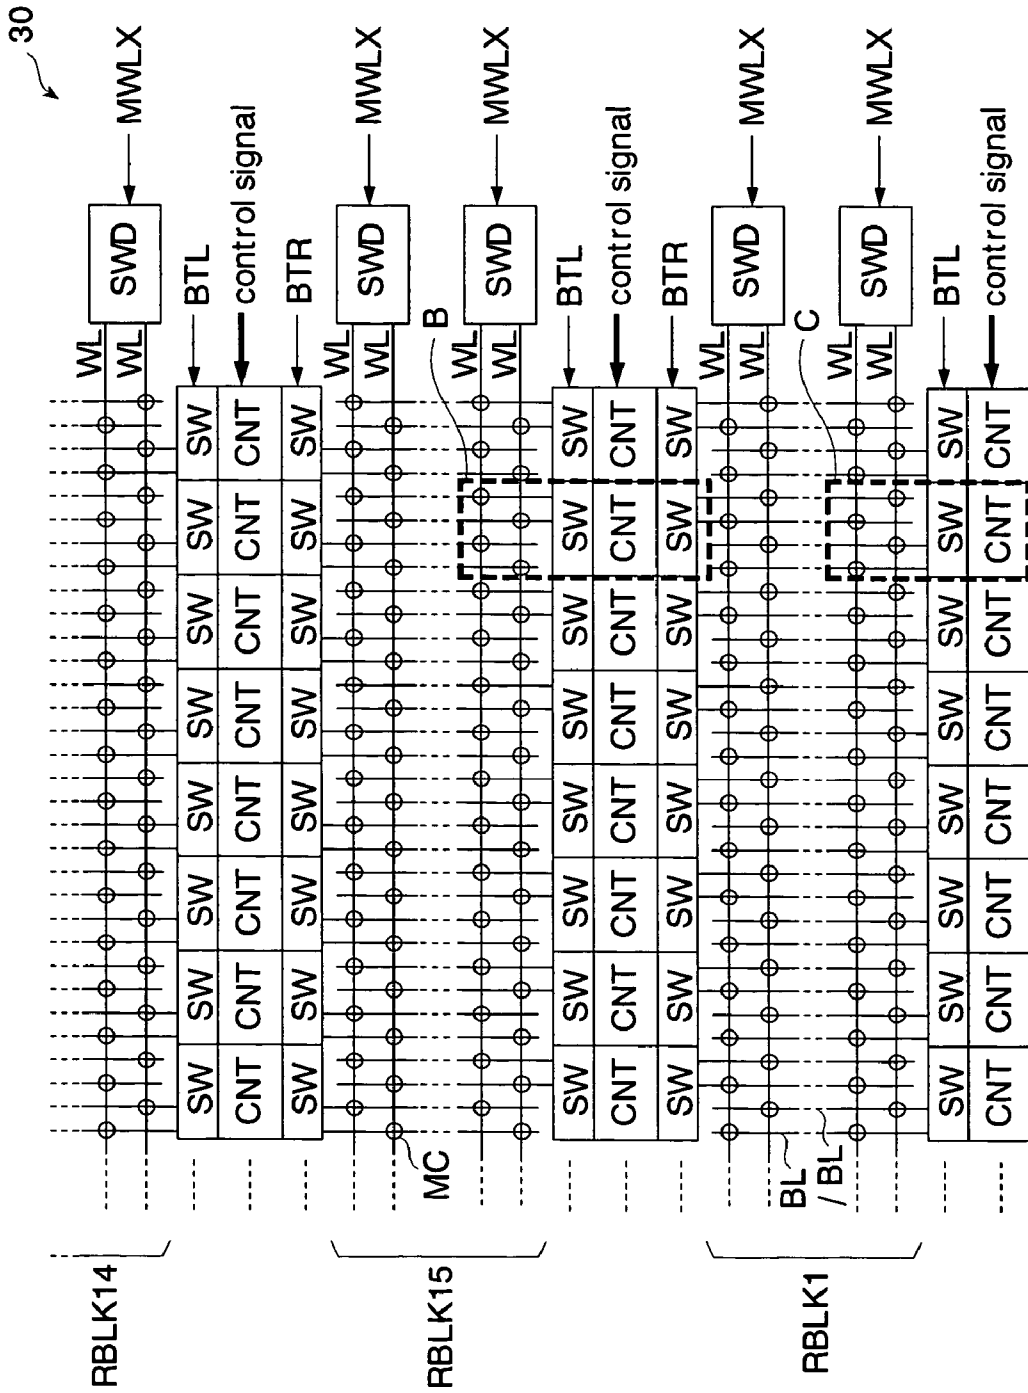 30
RBLK14
WL
WL
SWD
MWLX
SW SW SW SW SW SW SW SW BTL
CNT CNT CNT CNT CNT CNT CNT CNT control signal
SW SW SW SW SW SW SW SW BTR
WL
WL
SWD
MWLX
MC
B
RBLK15
WL
WL
SWD
MWLX
SW SW SW SW SW SW SW SW BTL
CNT CNT CNT CNT CNT CNT CNT CNT control signal
SW SW SW SW SW SW SW SW BTR
WL
WL
SWD
MWLX
BL
/ BL
C
RBLK1
WL
WL
SWD
MWLX
SW SW SW SW SW SW SW SW BTL
CNT CNT CNT CNT CNT CNT CNT CNT control signal